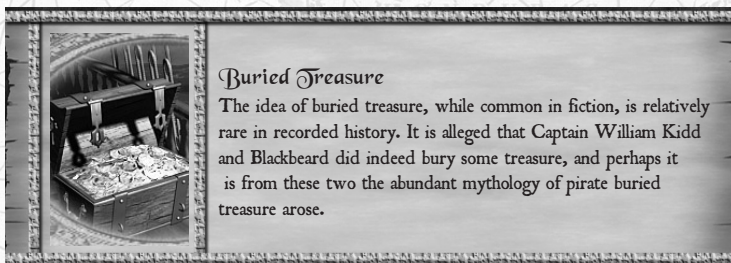 Buried Treasure
The idea of buried treasure, while common in fiction, is relatively
rare in recorded history. It is alleged that Captain William Kidd
and Blackbeard did indeed bury some treasure, and perhaps it
is from these two the abundant mythology of pirate buried
treasure arose.